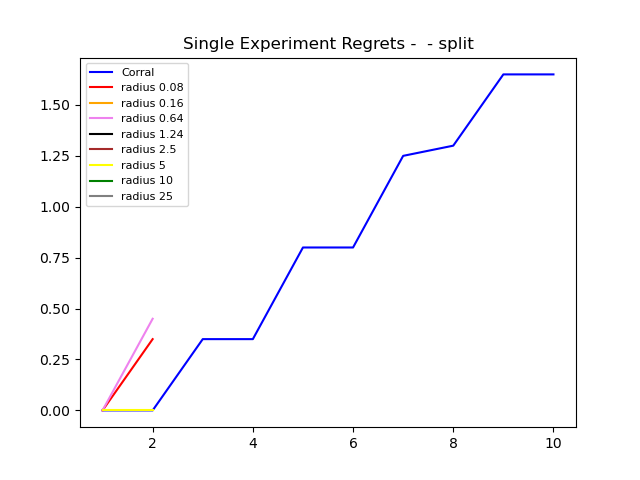 Single Experiment Regrets -  - split
Corral
radius 0.08
radius 0.16
radius 0.64
radius 1.24
radius 2.5
radius 5
radius 10
radius 25
1.50
1.25
1.00
0.75
0.50
0.25
0.00
2 4 6 8 10